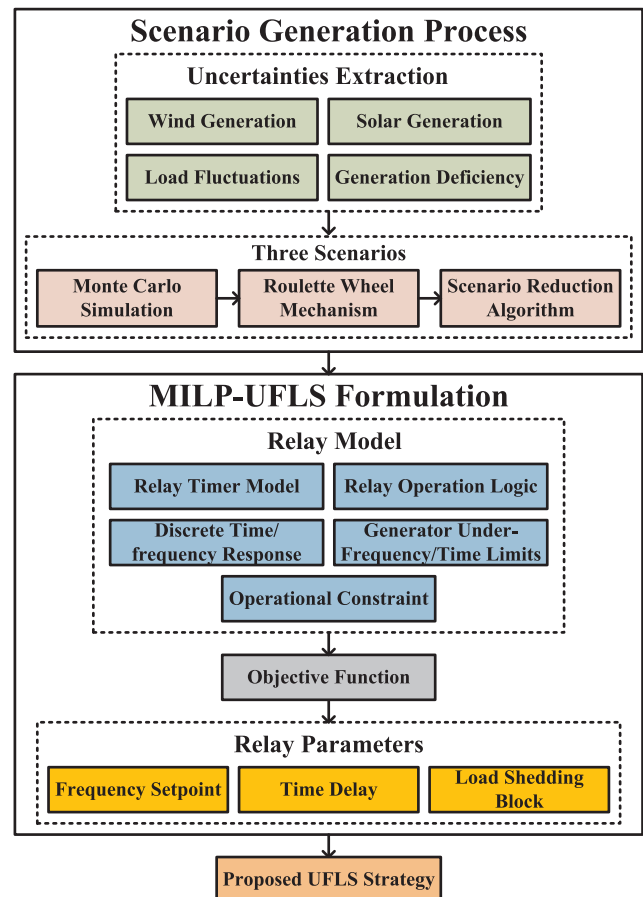 Scenario Generation Process
Uncertainties Extraction
Wind Generation
Solar Generation
Load Fluctuations
Generation Deficiency
Three Scenarios
Monte Carlo
Simulation
Roulette Wheel
Mechanism
Scenario Reduction
Algorithm
MILP-UFLS Formulation
Relay Model
Relay Timer Model
Relay Operation Logic
Discrete Time/
frequency Response
Generator Under-
Frequency/Time Limits
Operational Constraint
Objective Function
Relay Parameters
Frequency Setpoint
Time Delay
Load Shedding
Block
Proposed UFLS Strategy